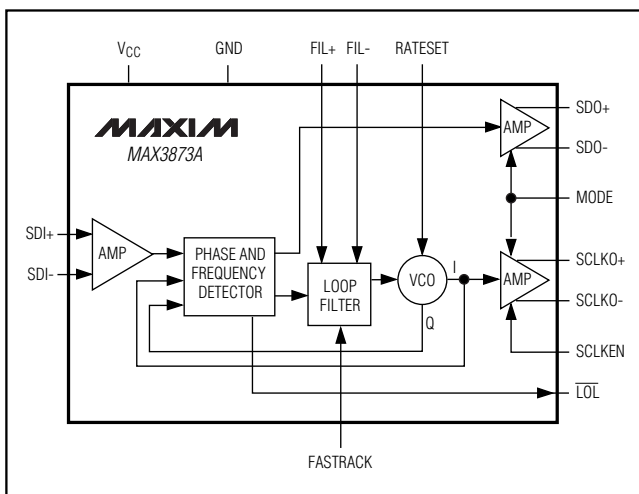 VCC GND FIL+ FIL- RATESET
MAXIM
MAX3873A
SDO+
AMP
SDO-
MODE
SDI+
AMP
SDI-
PHASE AND
FREQUENCY
DETECTOR
LOOP
FILTER
VCO
I
Q
SCLKO+
AMP
SCLKO-
SCLKEN
LOL
FASTRACK